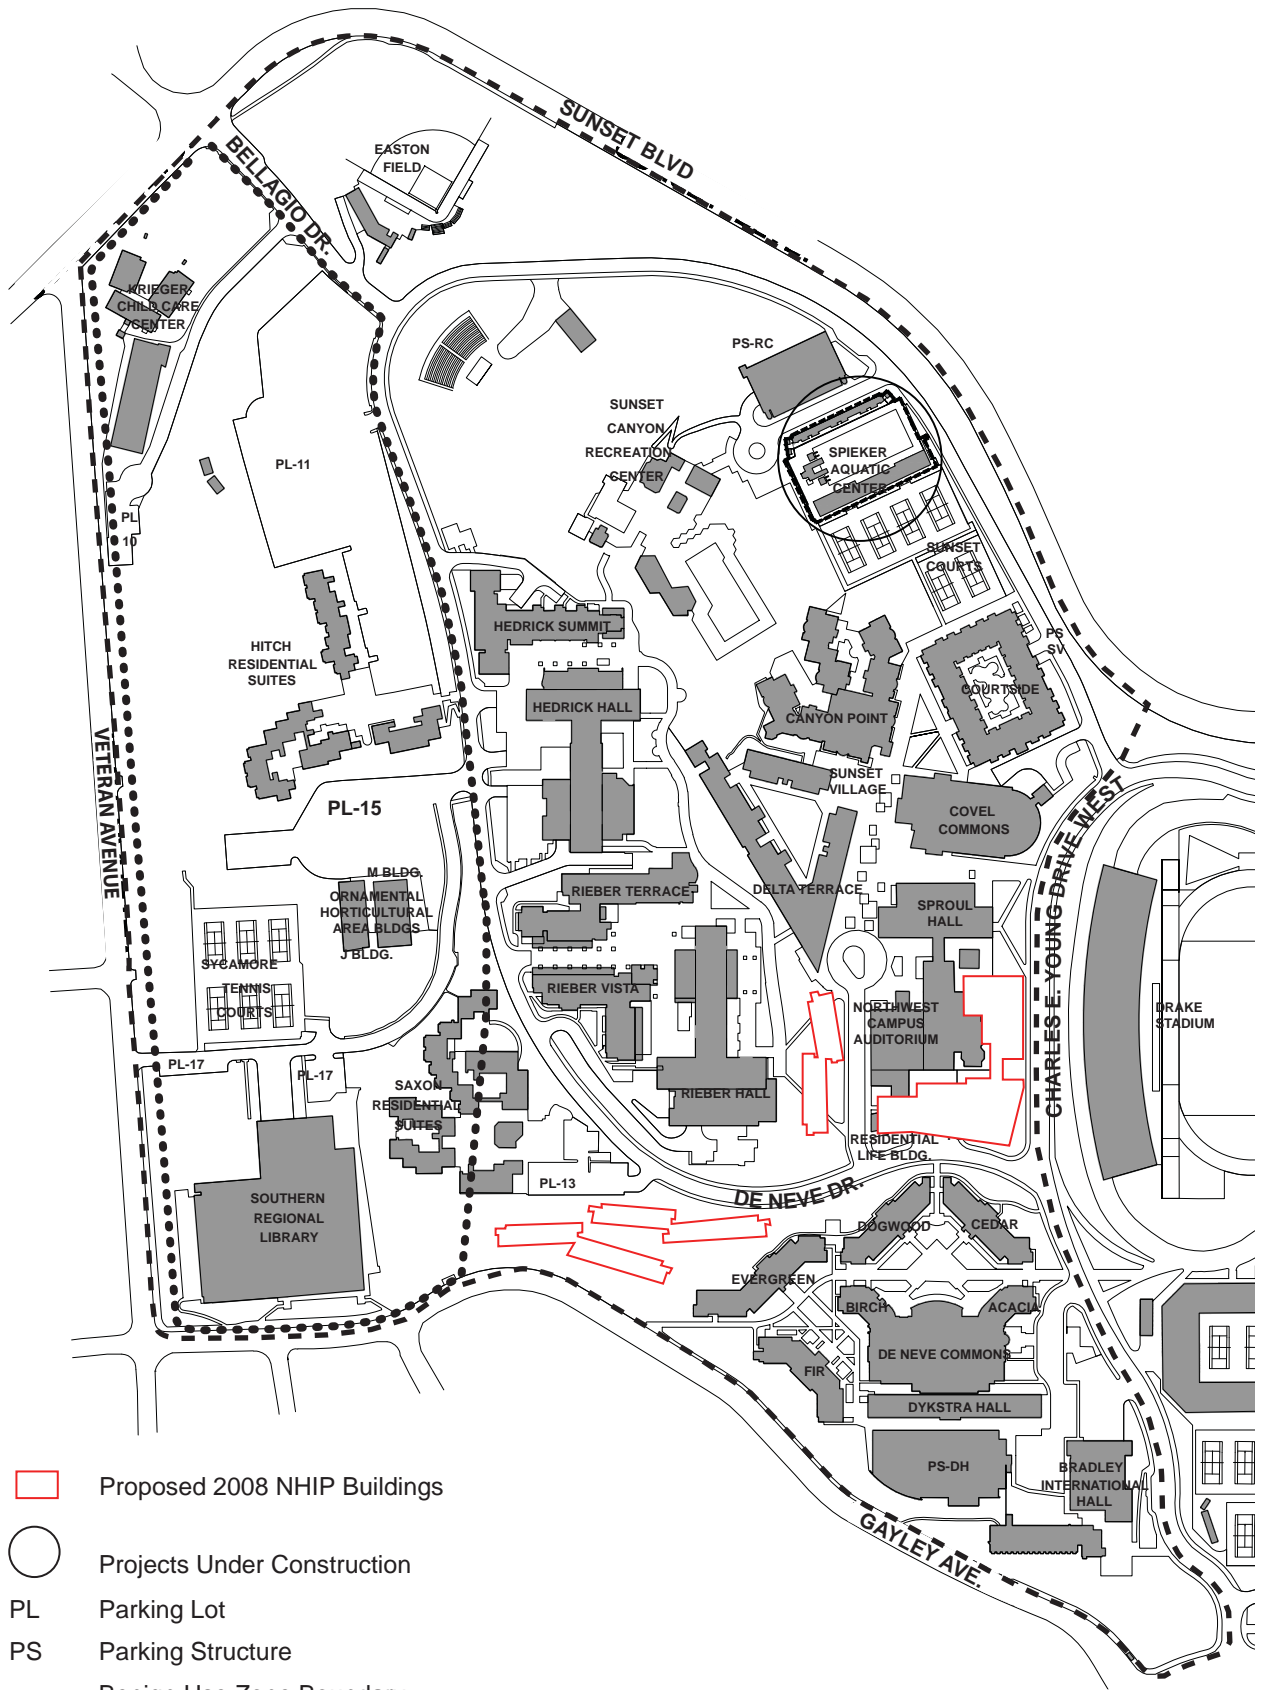 SUNSET BLVD
EASTON
FIELD
BELLAGIO DR.
KRIEGER
CHILD CARE
CENTER
PS-RC
SUNSET
CANYON
RECREATION
CENTER
SPIEKER
AQUATIC
CENTER
PL-11
PL
10
SUNSET
COURTS
HEDRICK SUMMIT
HITCH
RESIDENTIAL
SUITES
PS
SV
COURTSIDE
HEDRICK HALL
CANYON POINT
VETERAN AVENUE
SUNSET
VILLAGE
PL-15
COVEL
COMMONS
CHARLES E. YOUNG DRIVE WEST
M BLDG.
ORNAMENTAL
HORTICULTURAL
AREA BLDGS
J BLDG.
RIEBER TERRACE
DELTA TERRACE
SPROUL
HALL
SYCAMORE
TENNIS
COURTS
RIEBER VISTA
NORTHWEST
CAMPUS
AUDITORIUM
DRAKE
STADIUM
PL-17
PL-17
SAXON
RESIDENTIAL
SUITES
RIEBER HALL
RESIDENTIAL
LIFE BLDG.
PL-13
DE NEVE DR.
SOUTHERN
REGIONAL
LIBRARY
DOGWOOD
CEDAR
EVERGREEN
BIRCH
ACACIA
DE NEVE COMMONS
FIR
DYKSTRA HALL
PS-DH
BRADLEY
INTERNATIONAL
HALL
GAYLEY AVE.
Proposed 2008 NHIP Buildings
Projects Under Construction
PL Parking Lot
PS Parking Structure
Benign Use Zone Boundary